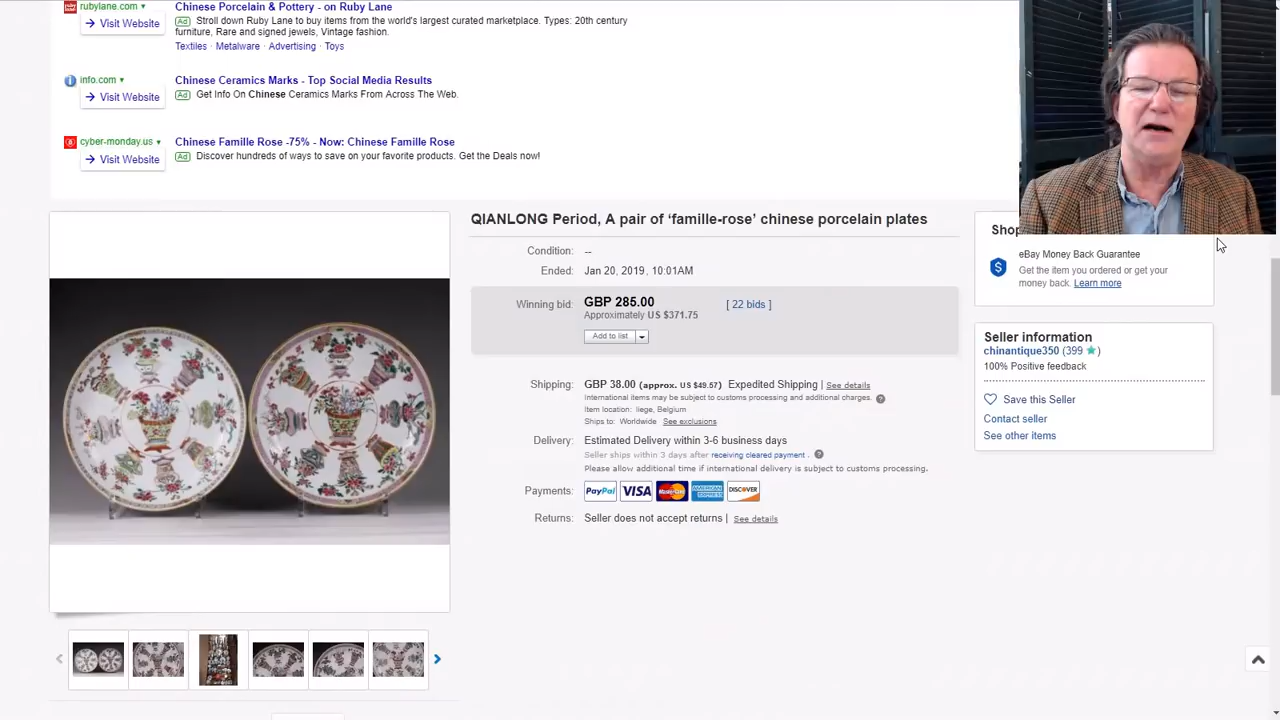 rubylane.com
Chinese Porcelain & Pottery - on Ruby Lane
Visit Website
Ad Stroll down Ruby Lane to buy items from the world's largest curated marketplace. Types: 20th century
furniture, Rare and signed jewels, Vintage fashion.
Textiles · Metalware · Advertising · Toys
info.com
Chinese Ceramics Marks - Top Social Media Results
Visit Website
Ad Get Info On Chinese Ceramics Marks From Across The Web.
cyber-monday.us
Chinese Famille Rose -75% - Now: Chinese Famille Rose
Visit Website
Ad Discover hundreds of ways to save on your favorite products. Get the Deals now!
QIANLONG Period, A pair of ‘famille-rose’ chinese porcelain plates
Condition: --
Ended: Jan 20, 2019, 10:01AM
Winning bid: GBP 285.00 [ 22 bids ]
Approximately US $371.75
Add to list
Shipping: GBP 38.00 (approx. US $49.57) Expedited Shipping | See details
International items may be subject to customs processing and additional charges.
Item location: liege, Belgium
Ships to: Worldwide See exclusions
Delivery: Estimated Delivery within 3-6 business days
Seller ships within 3 days after receiving cleared payment .
Please allow additional time if international delivery is subject to customs processing.
Payments: PayPal VISA MasterCard AMERICAN EXPRESS DISCOVER
Returns: Seller does not accept returns | See details
Shop
eBay Money Back Guarantee
Get the item you ordered or get your
money back. Learn more
Seller information
chinantique350 (399 )
100% Positive feedback
Save this Seller
Contact seller
See other items